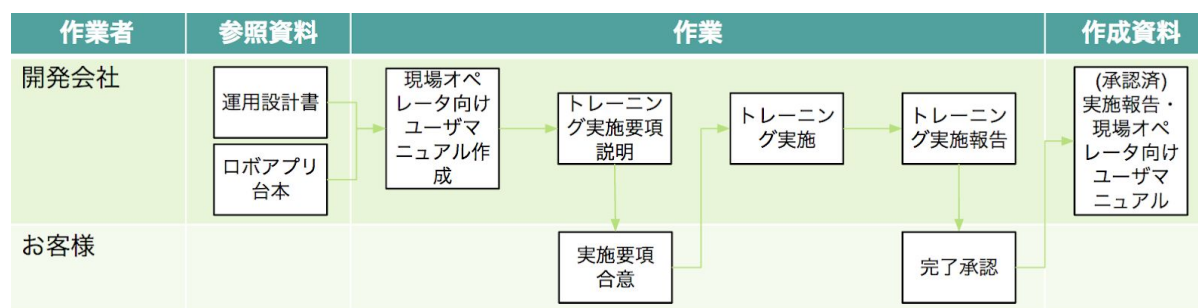 作業者
参照資料
作業
作成資料
開発会社
運用設計書
ロボアプリ
台本
現場オペ
レータ向け
ユーザマ
ニュアル作
成
トレーニン
グ実施要項
説明
トレーニン
グ実施
トレーニン
グ実施報告
(承認済)
実施報告・
現場オペ
レータ向け
ユーザマ
ニュアル
お客様
実施要項
合意
完了承認